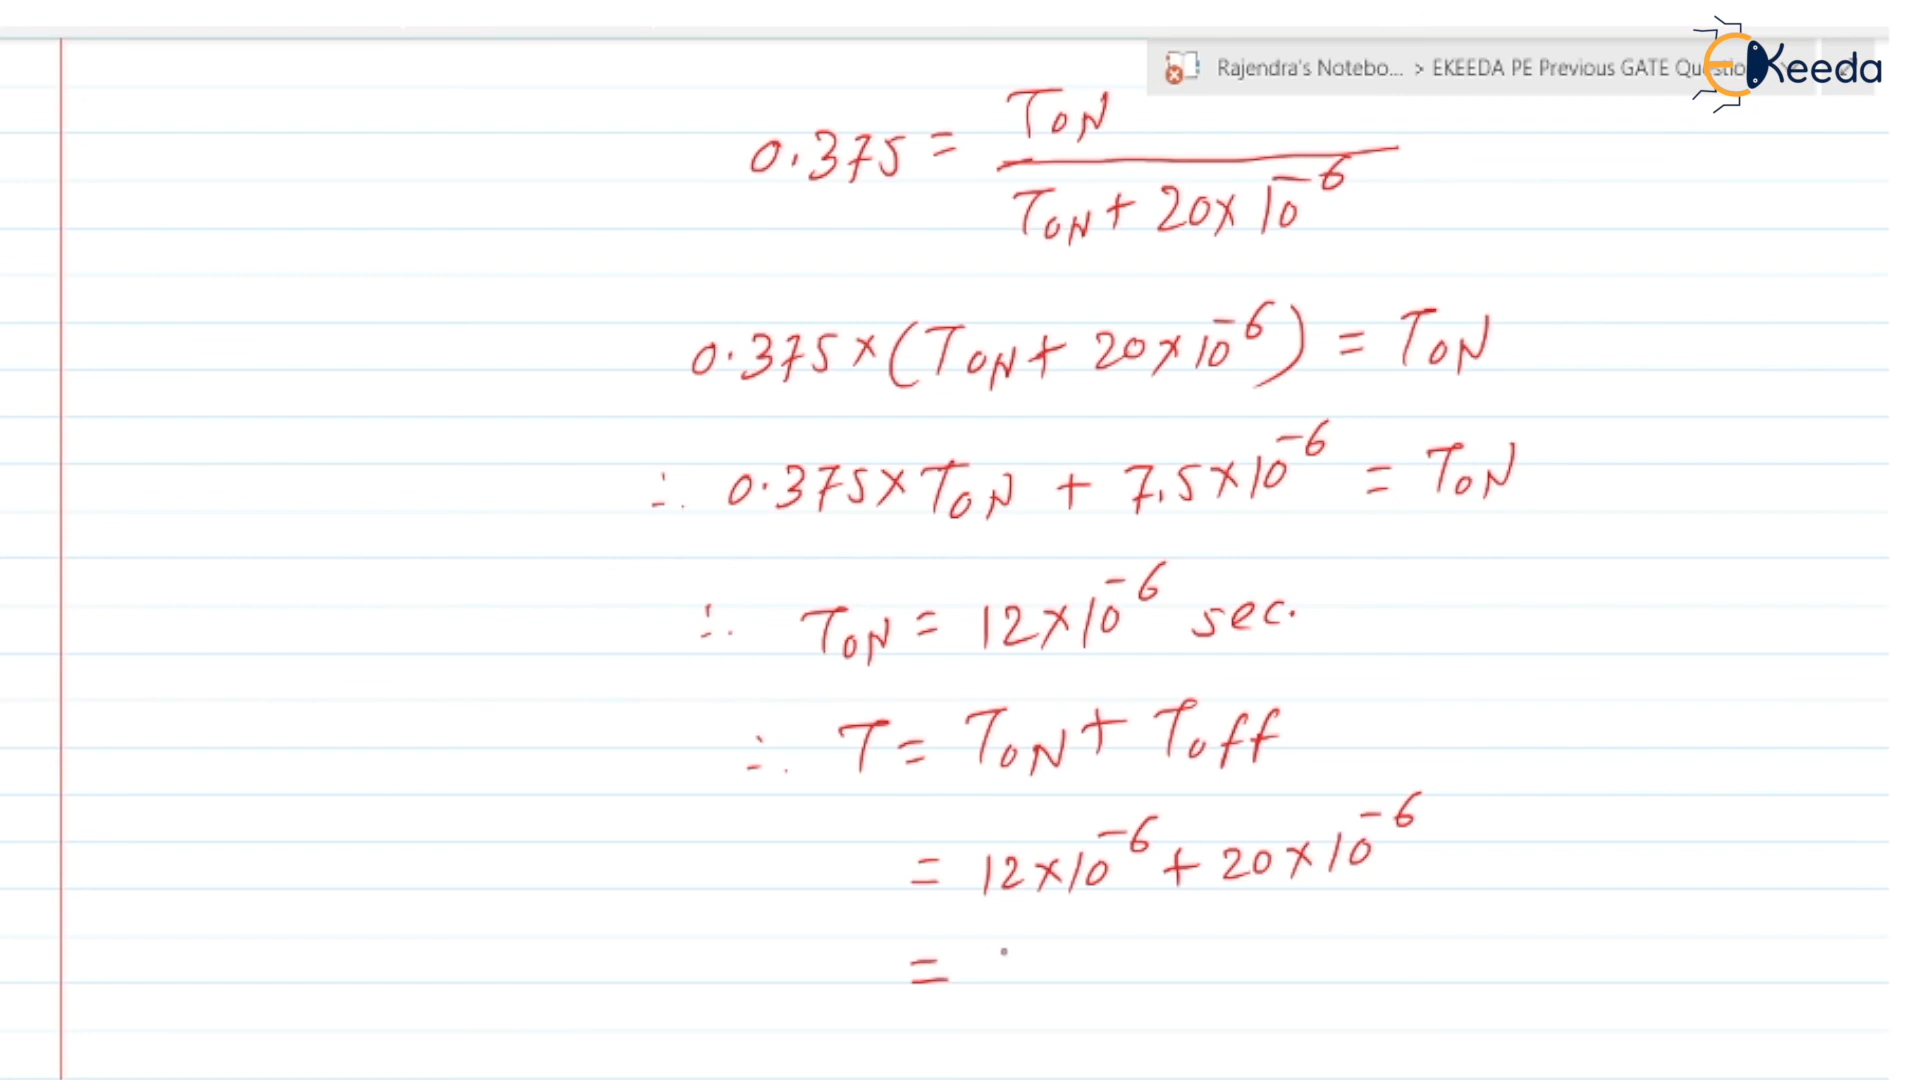 Rajendra's Notebo... > EKEEDA PE Previous GATE Questio
EKeeda
0.375 = TON / (TON + 20×10⁻⁶)
0.375×(TON + 20×10⁻⁶) = TON
∴ 0.375×TON + 7.5×10⁻⁶ = TON
∴ TON = 12×10⁻⁶ sec.
∴ T = TON + Toff
= 12×10⁻⁶ + 20×10⁻⁶
=